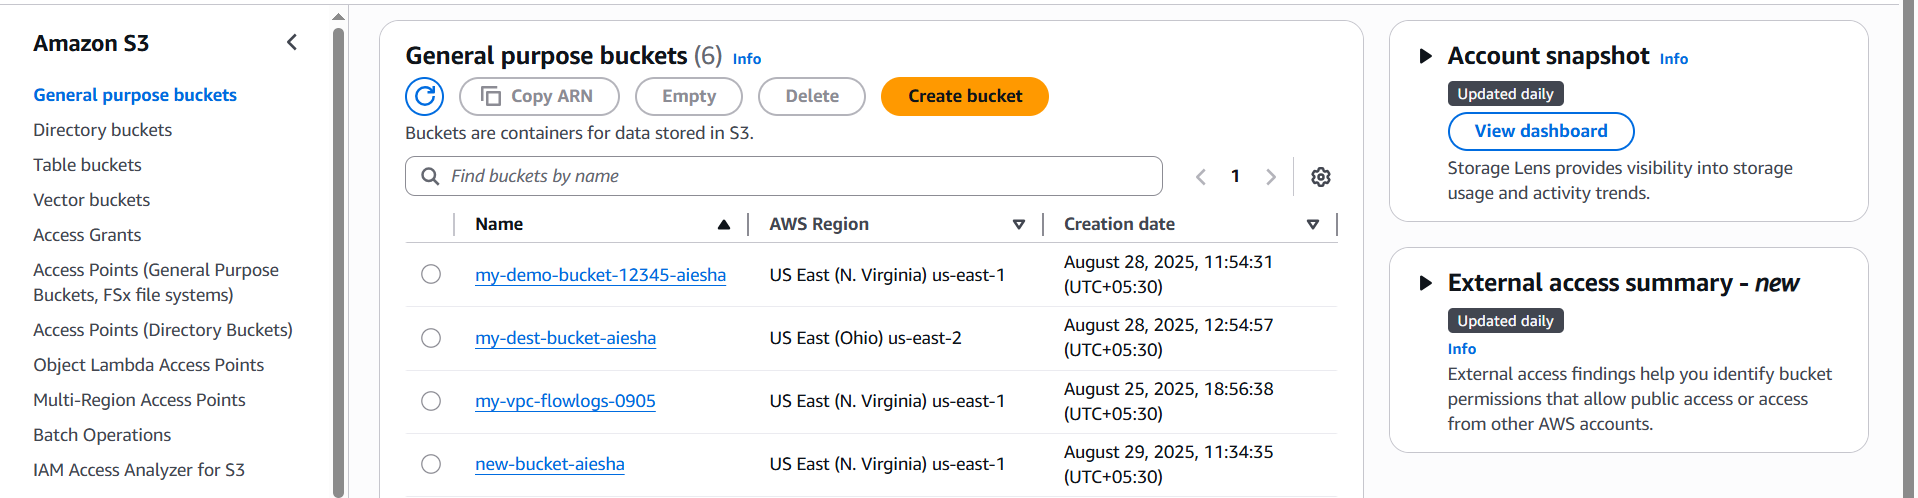 Amazon S3
General purpose buckets
Directory buckets
Table buckets
Vector buckets
Access Grants
Access Points (General Purpose
Buckets, FSx file systems)
Access Points (Directory Buckets)
Object Lambda Access Points
Multi-Region Access Points
Batch Operations
IAM Access Analyzer for S3
General purpose buckets (6) Info
Copy ARN Empty Delete Create bucket
Buckets are containers for data stored in S3.
Find buckets by name 1
Name AWS Region Creation date
my-demo-bucket-12345-aiesha US East (N. Virginia) us-east-1 August 28, 2025, 11:54:31
(UTC+05:30)
my-dest-bucket-aiesha US East (Ohio) us-east-2 August 28, 2025, 12:54:57
(UTC+05:30)
my-vpc-flowlogs-0905 US East (N. Virginia) us-east-1 August 25, 2025, 18:56:38
(UTC+05:30)
new-bucket-aiesha US East (N. Virginia) us-east-1 August 29, 2025, 11:34:35
(UTC+05:30)
Account snapshot Info
Updated daily
View dashboard
Storage Lens provides visibility into storage
usage and activity trends.
External access summary - new
Updated daily
Info
External access findings help you identify bucket
permissions that allow public access or access
from other AWS accounts.